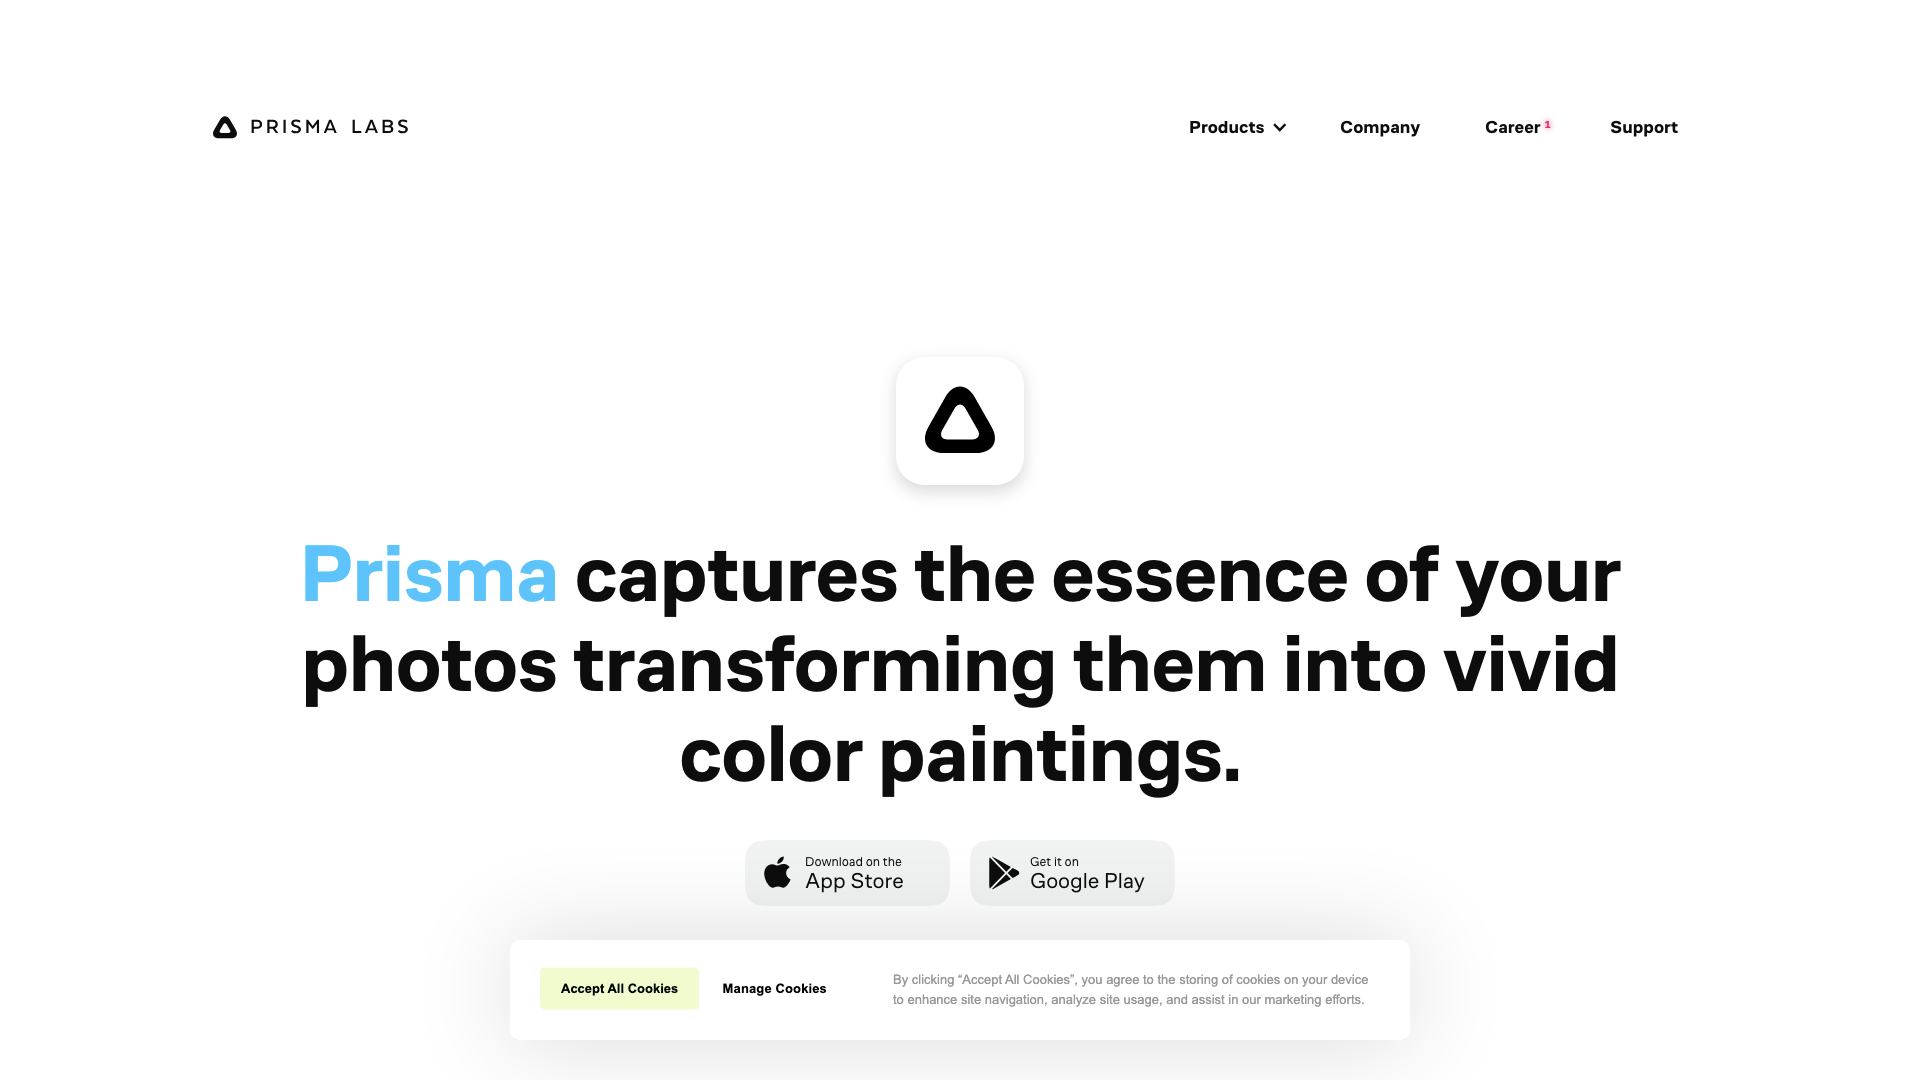 PRISMA LABS
Products
Company
Career 1
Support
Prisma captures the essence of your
photos transforming them into vivid
color paintings.
Download on the
App Store
Get it on
Google Play
Accept All Cookies
Manage Cookies
By clicking “Accept All Cookies”, you agree to the storing of cookies on your device
to enhance site navigation, analyze site usage, and assist in our marketing efforts.